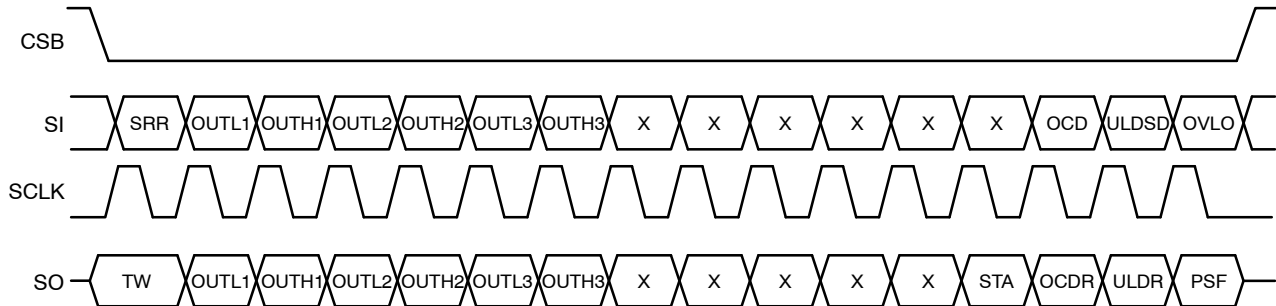 CSB
SI SRR OUTL1 OUTH1 OUTL2 OUTH2 OUTL3 OUTH3 X X X X X X OCD ULDSD OVLO
SCLK
SO TW OUTL1 OUTH1 OUTL2 OUTH2 OUTL3 OUTH3 X X X X X STA OCDR ULDR PSF